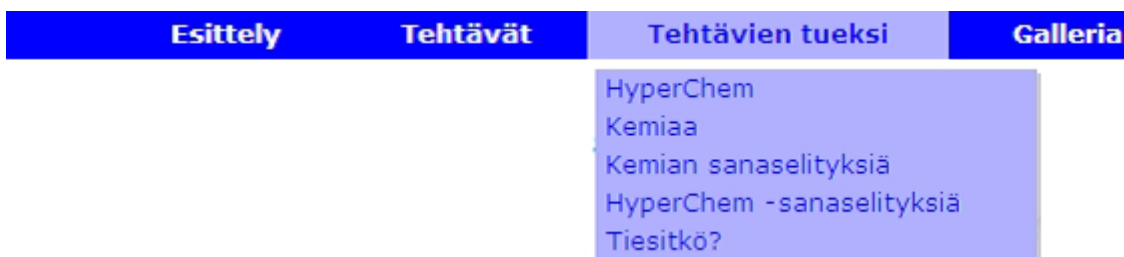 Esittely Tehtävät Tehtävien tueksi Galleria
HyperChem
Kemiaa
Kemian sanaselityksiä
HyperChem -sanaselityksiä
Tiesitkö?